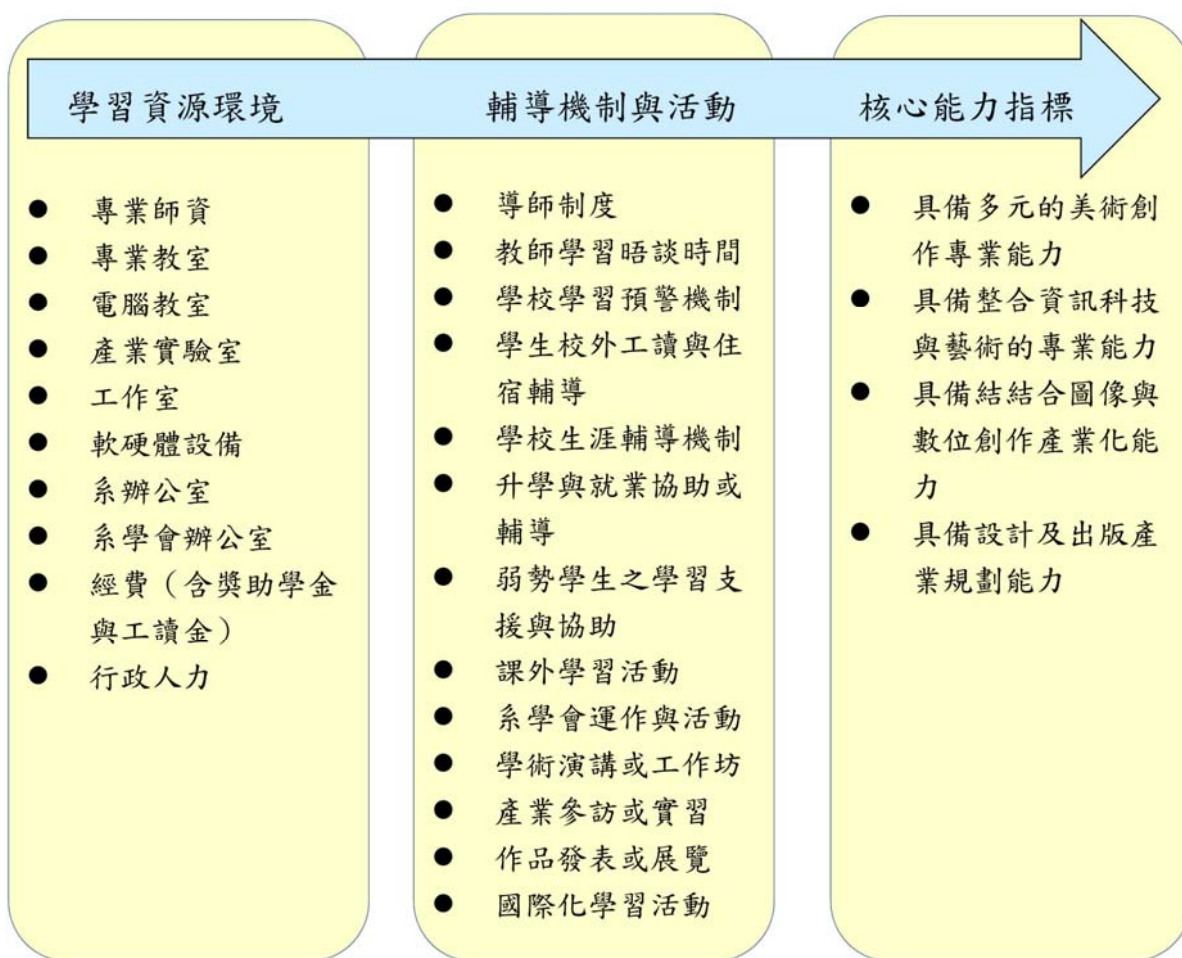 學習資源環境
輔導機制與活動
核心能力指標
● 專業師資
● 專業教室
● 電腦教室
● 產業實驗室
● 工作室
● 軟硬體設備
● 系辦公室
● 系學會辦公室
● 經費（含獎助學金
與工讀金）
● 行政人力
● 導師制度
● 教師學習晤談時間
● 學校學習預警機制
● 學生校外工讀與住
宿輔導
● 學校生涯輔導機制
● 升學與就業協助或
輔導
● 弱勢學生之學習支
援與協助
● 課外學習活動
● 系學會運作與活動
● 學術演講或工作坊
● 產業參訪或實習
● 作品發表或展覽
● 國際化學習活動
● 具備多元的美術創
作專業能力
● 具備整合資訊科技
與藝術的專業能力
● 具備結結合圖像與
數位創作產業化能
力
● 具備設計及出版產
業規劃能力